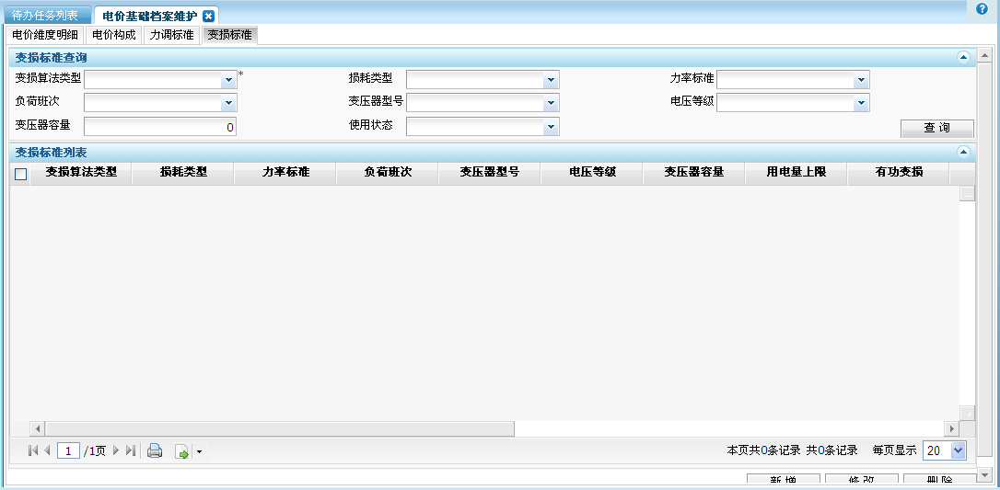 待办任务列表 电价基础档案维护
电价维度明细 电价构成 力调标准 变损标准
变损标准查询
变损算法类型 * 损耗类型 力率标准
负荷班次 变压器型号 电压等级
变压器容量 0 使用状态
查 询
变损标准列表
变损算法类型 损耗类型 力率标准 负荷班次 变压器型号 电压等级 变压器容量 用电量上限 有功变损
1 /1页 本页共0条记录 共0条记录 每页显示 20
新 增 修 改 删 除